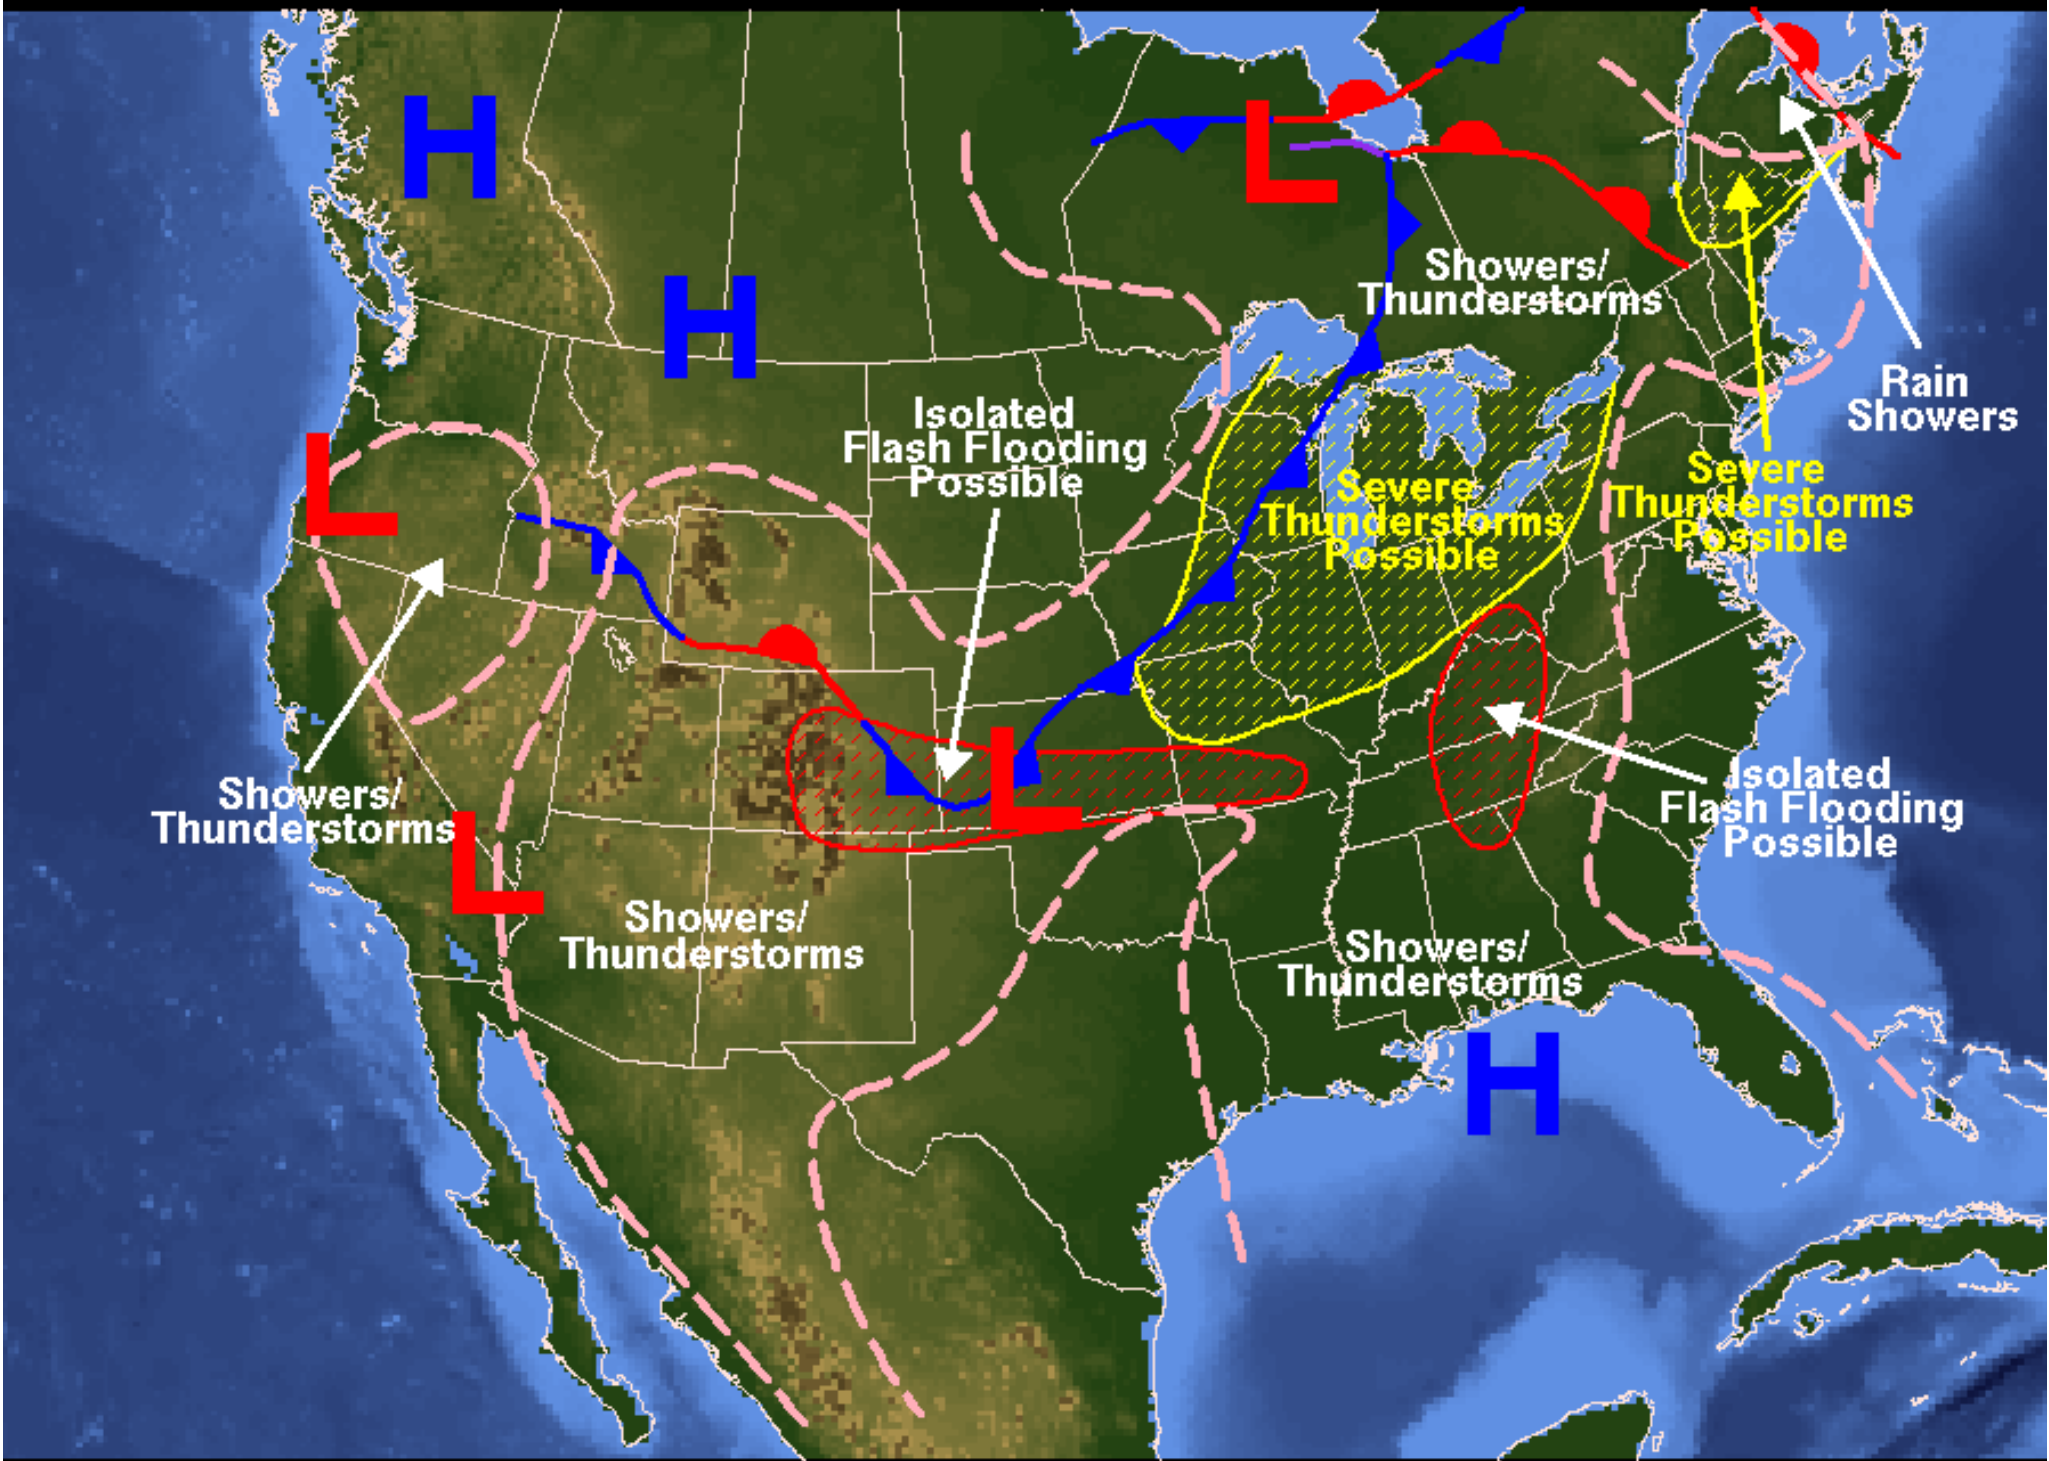 H
L
H
Showers/
Thunderstorms
Rain
Showers
Isolated
Flash Flooding
Possible
L
Severe
Thunderstorms
Possible
Severe
Thunderstorms
Possible
Showers/
Thunderstorms
L
L
Isolated
Flash Flooding
Possible
Showers/
Thunderstorms
Showers/
Thunderstorms
H